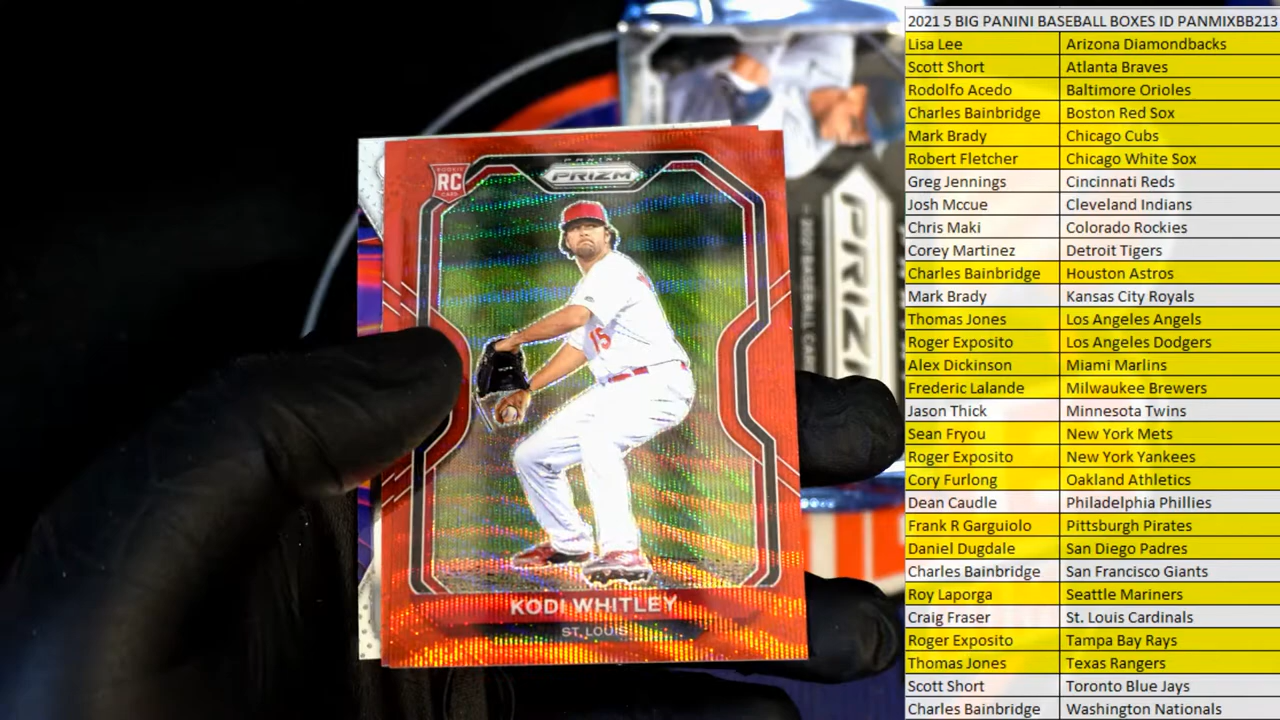 ROOKIE
RC
CARD
PANINI
PRIZM
15
KODI WHITLEY
ST. LOUIS
PRIZM
2021 BASEBALL
2021 5 BIG PANINI BASEBALL BOXES ID PANMIXBB213
Lisa Lee Arizona Diamondbacks
Scott Short Atlanta Braves
Rodolfo Acedo Baltimore Orioles
Charles Bainbridge Boston Red Sox
Mark Brady Chicago Cubs
Robert Fletcher Chicago White Sox
Greg Jennings Cincinnati Reds
Josh Mccue Cleveland Indians
Chris Maki Colorado Rockies
Corey Martinez Detroit Tigers
Charles Bainbridge Houston Astros
Mark Brady Kansas City Royals
Thomas Jones Los Angeles Angels
Roger Exposito Los Angeles Dodgers
Alex Dickinson Miami Marlins
Frederic Lalande Milwaukee Brewers
Jason Thick Minnesota Twins
Sean Fryou New York Mets
Roger Exposito New York Yankees
Cory Furlong Oakland Athletics
Dean Caudle Philadelphia Phillies
Frank R Garguiolo Pittsburgh Pirates
Daniel Dugdale San Diego Padres
Charles Bainbridge San Francisco Giants
Roy Laporga Seattle Mariners
Craig Fraser St. Louis Cardinals
Roger Exposito Tampa Bay Rays
Thomas Jones Texas Rangers
Scott Short Toronto Blue Jays
Charles Bainbridge Washington Nationals